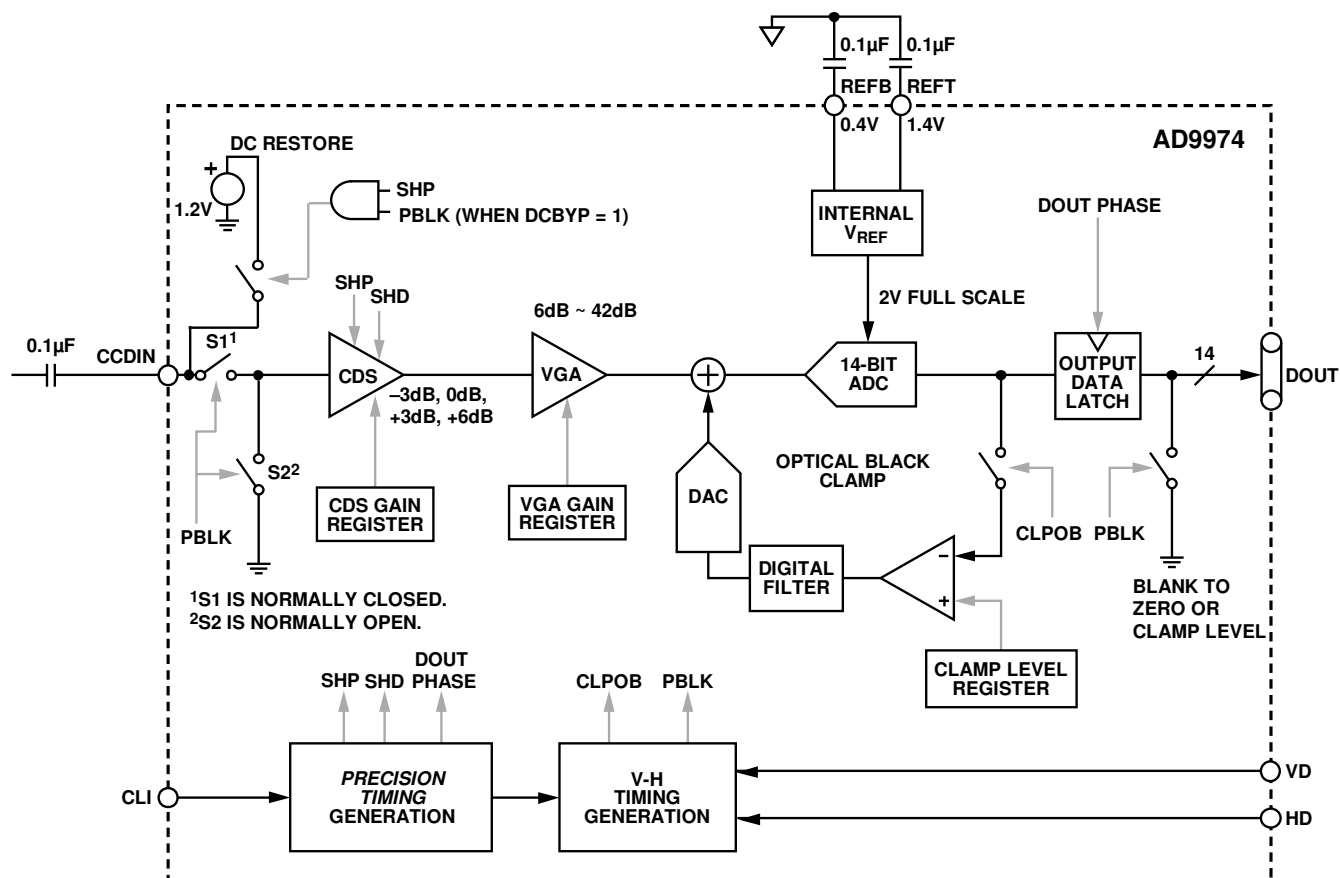 0.1µF
0.1µF
REFB
REFT
0.4V
1.4V
AD9974
DC RESTORE
+
1.2V
SHP
PBLK (WHEN DCBYP = 1)
INTERNAL
VREF
DOUT PHASE
SHP
SHD
6dB ~ 42dB
2V FULL SCALE
0.1µF
CCDIN
S1¹
CDS
–3dB, 0dB,
+3dB, +6dB
VGA
+
14-BIT
ADC
OUTPUT
DATA
LATCH
14
DOUT
S2²
PBLK
CDS GAIN
REGISTER
VGA GAIN
REGISTER
DAC
OPTICAL BLACK
CLAMP
CLPOB
PBLK
DIGITAL
FILTER
–
+
BLANK TO
ZERO OR
CLAMP LEVEL
¹S1 IS NORMALLY CLOSED.
²S2 IS NORMALLY OPEN.
CLAMP LEVEL
REGISTER
SHP
SHD
DOUT
PHASE
CLPOB
PBLK
CLI
PRECISION
TIMING
GENERATION
V-H
TIMING
GENERATION
VD
HD